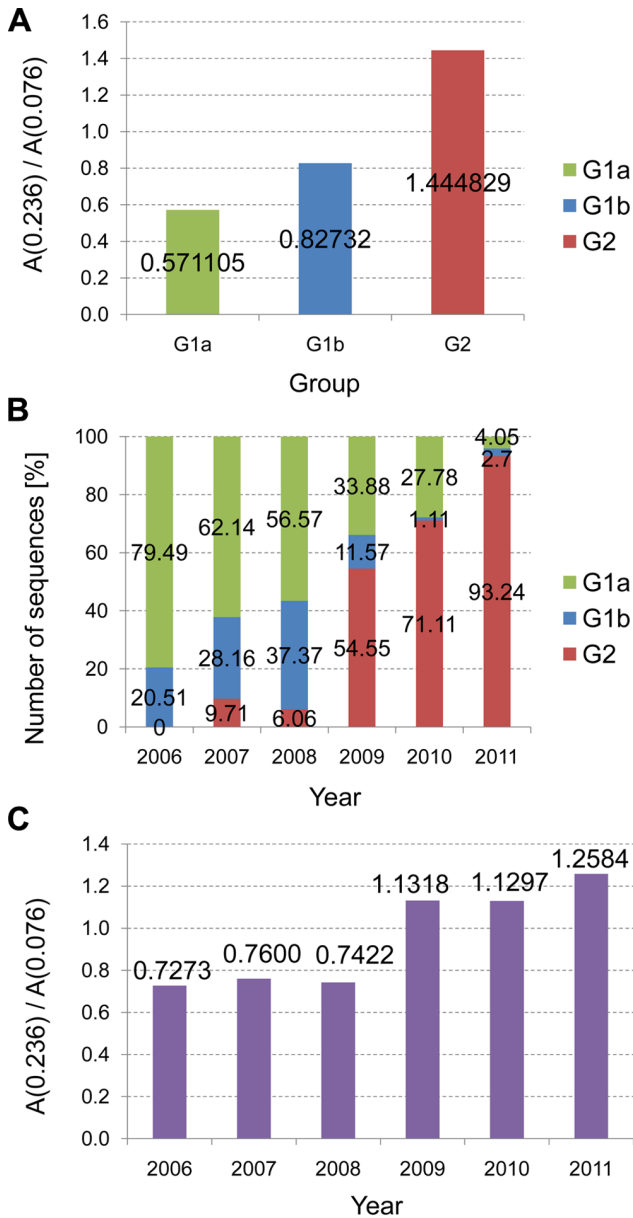 A
A(0.236) / A(0.076)
1.6
1.4
1.2
1.0
0.8
0.6
0.4
0.2
0.0
0.571105
0.82732
1.444829
G1a
G1b
G2
G1a
G1b
G2
Group
B
Number of sequences [%]
100
80
60
40
20
0
79.49
20.51
0
62.14
28.16
9.71
56.57
37.37
6.06
33.88
11.57
54.55
27.78
1.11
71.11
4.05
2.7
93.24
G1a
G1b
G2
2006 2007 2008 2009 2010 2011
Year
C
A(0.236) / A(0.076)
1.4
1.2
1.0
0.8
0.6
0.4
0.2
0.0
0.7273
0.7600
0.7422
1.1318
1.1297
1.2584
2006 2007 2008 2009 2010 2011
Year